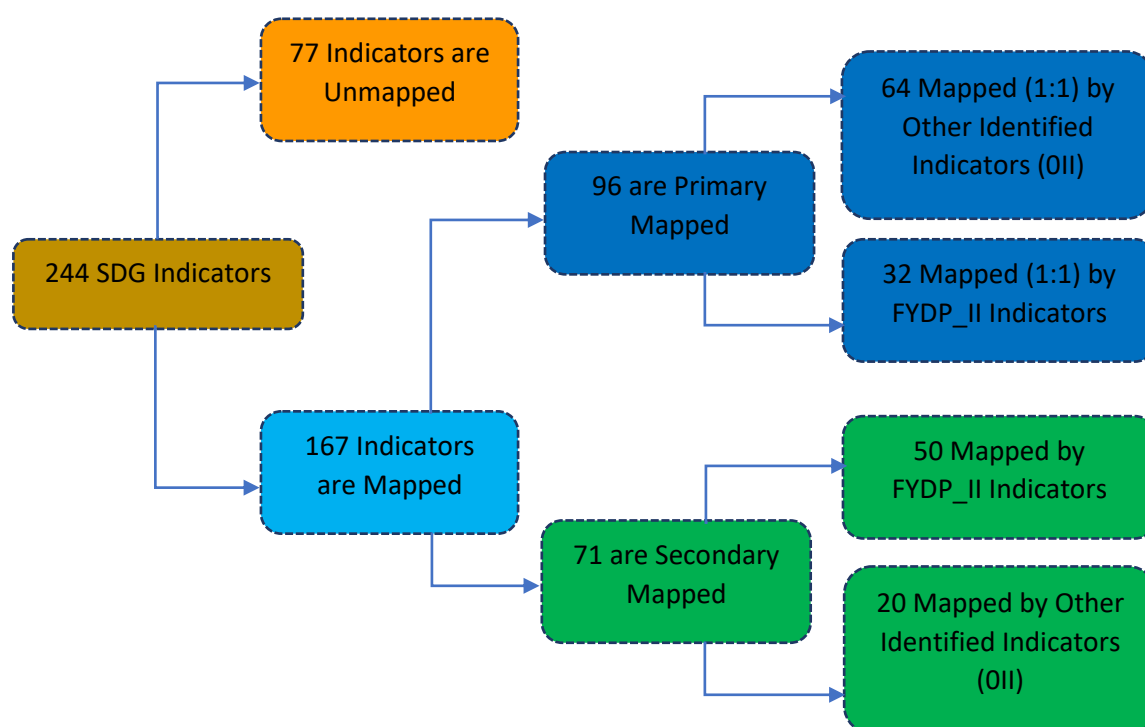 77 Indicators are
Unmapped
64 Mapped (1:1) by
Other Identified
Indicators (0II)
96 are Primary
Mapped
244 SDG Indicators
32 Mapped (1:1) by
FYDP_II Indicators
167 Indicators
are Mapped
50 Mapped by
FYDP_II Indicators
71 are Secondary
Mapped
20 Mapped by Other
Identified Indicators
(0II)